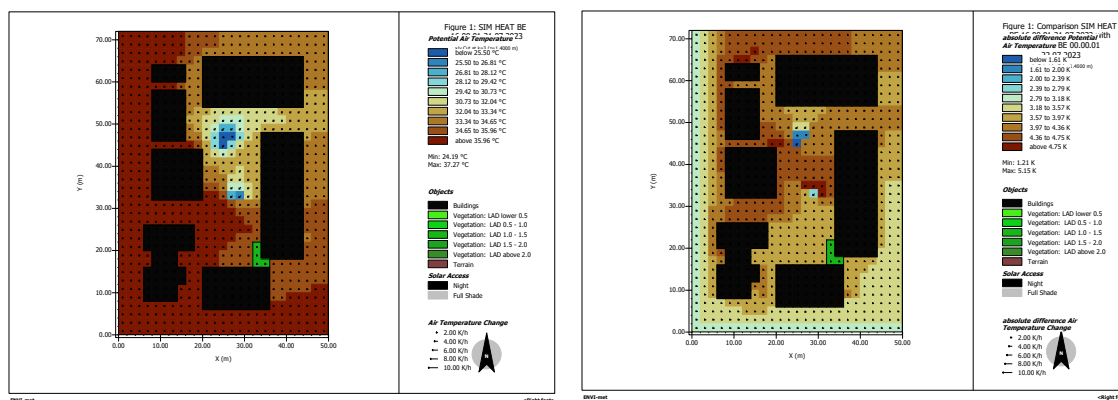 Figure 1: SIM HEAT BE
Potential Air Temperature
below 25.50 °C
25.50 to 26.81 °C
26.81 to 28.12 °C
28.12 to 29.42 °C
29.42 to 30.73 °C
30.73 to 32.04 °C
32.04 to 33.34 °C
33.34 to 34.65 °C
34.65 to 35.96 °C
above 35.96 °C
Min: 24.19 °C
Max: 37.27 °C
Objects
Buildings
Vegetation: LAD lower 0.5
Vegetation: LAD 0.5 - 1.0
Vegetation: LAD 1.0 - 1.5
Vegetation: LAD 1.5 - 2.0
Vegetation: LAD above 2.0
Terrain
Solar Access
Night
Full Shade
Air Temperature Change
2.00 K/h
4.00 K/h
6.00 K/h
8.00 K/h
10.00 K/h
N
70.00
60.00
50.00
40.00
30.00
20.00
10.00
0.00
Y (m)
0.00 10.00 20.00 30.00 40.00 50.00
X (m)
ENVI-met
Figure 1: Comparison SIM HEAT
absolute difference Potential
Air Temperature BE 00.00.01
below 1.61 K
1.61 to 2.00 K
2.00 to 2.39 K
2.39 to 2.79 K
2.79 to 3.18 K
3.18 to 3.57 K
3.57 to 3.97 K
3.97 to 4.36 K
4.36 to 4.75 K
above 4.75 K
Min: 1.21 K
Max: 5.15 K
Objects
Buildings
Vegetation: LAD lower 0.5
Vegetation: LAD 0.5 - 1.0
Vegetation: LAD 1.0 - 1.5
Vegetation: LAD 1.5 - 2.0
Vegetation: LAD above 2.0
Terrain
Solar Access
Night
Full Shade
absolute difference Air
Temperature Change
2.00 K/h
4.00 K/h
6.00 K/h
8.00 K/h
10.00 K/h
N
70.00
60.00
50.00
40.00
30.00
20.00
10.00
0.00
Y (m)
0.00 10.00 20.00 30.00 40.00 50.00
X (m)
ENVI-met